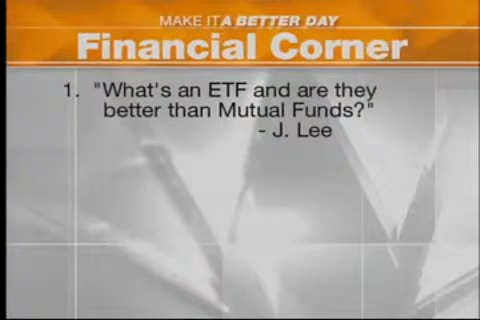 MAKE IT A BETTER DAY
Financial Corner
1. "What's an ETF and are they
better than Mutual Funds?"
- J. Lee